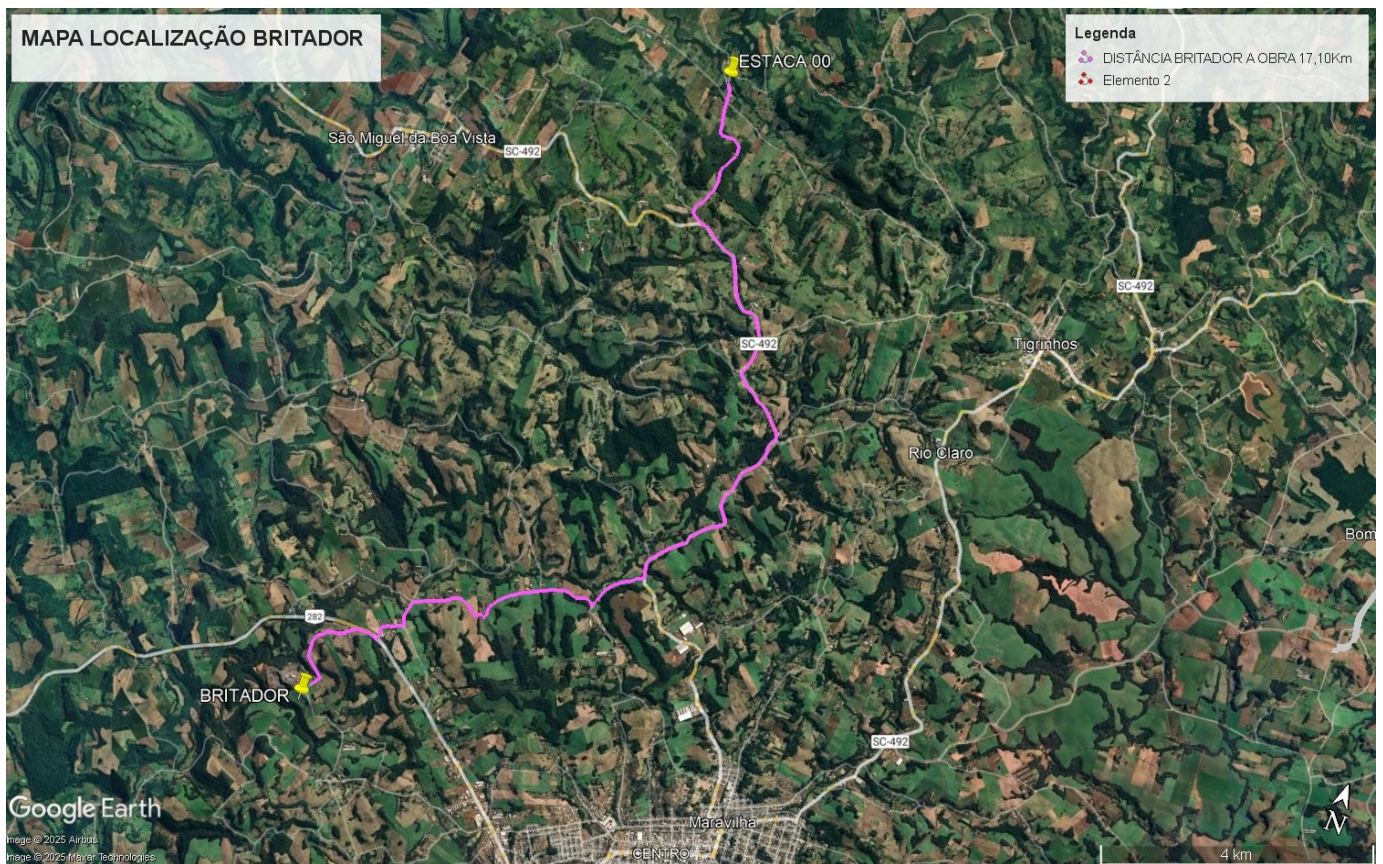 MAPA LOCALIZAÇÃO BRITADOR
Legenda
DISTÂNCIA BRITADOR A OBRA 17,10Km
Elemento 2
ESTACA 00
São Miguel da Boa Vista
SC-492
SC-492
SC-492
Tigrinhos
Rio Claro
Bom
282
BRITADOR
SC-492
Maravilha
CENTRO
Google Earth
Image © 2025 Airbus
Image © 2025 Maxar Technologies
N
4 km